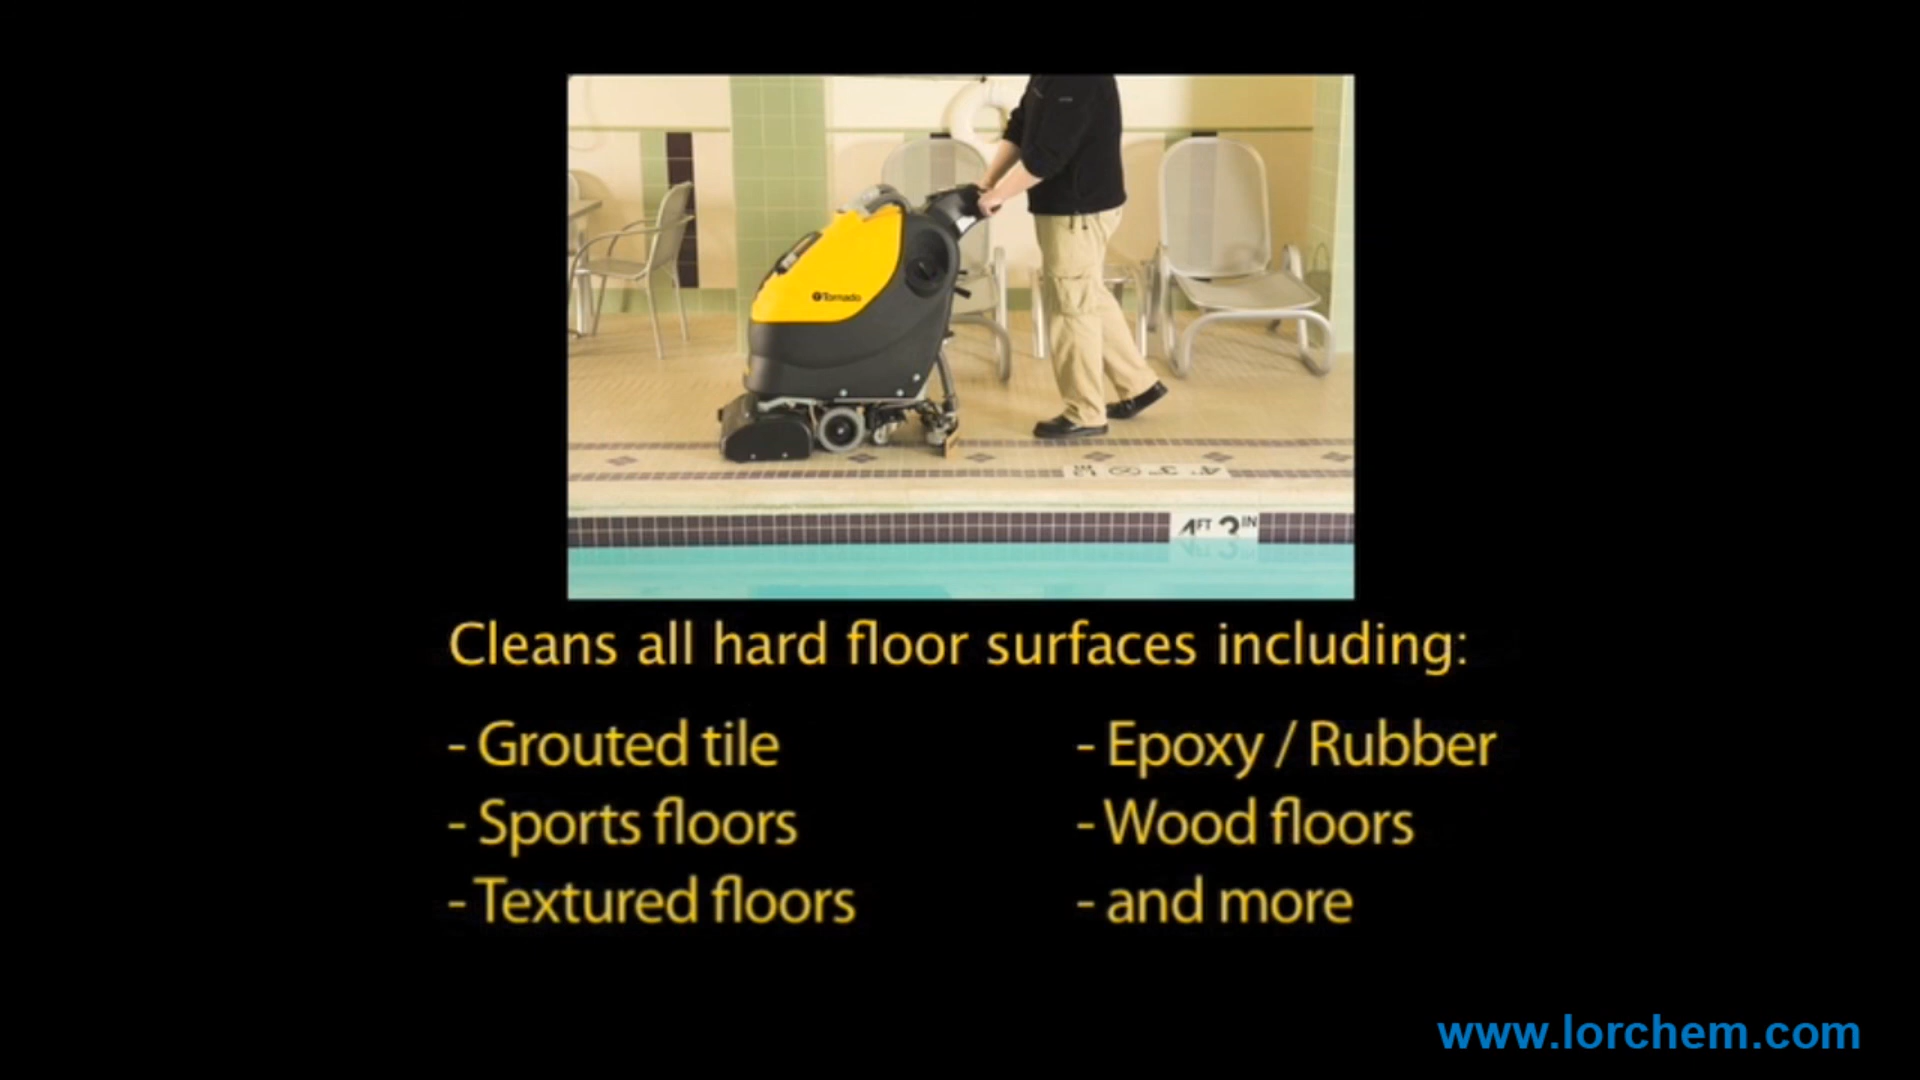 Tornado
4FT 3IN
Cleans all hard floor surfaces including:
- Grouted tile
- Sports floors
- Textured floors
- Epoxy / Rubber
- Wood floors
- and more
www.lorchem.com